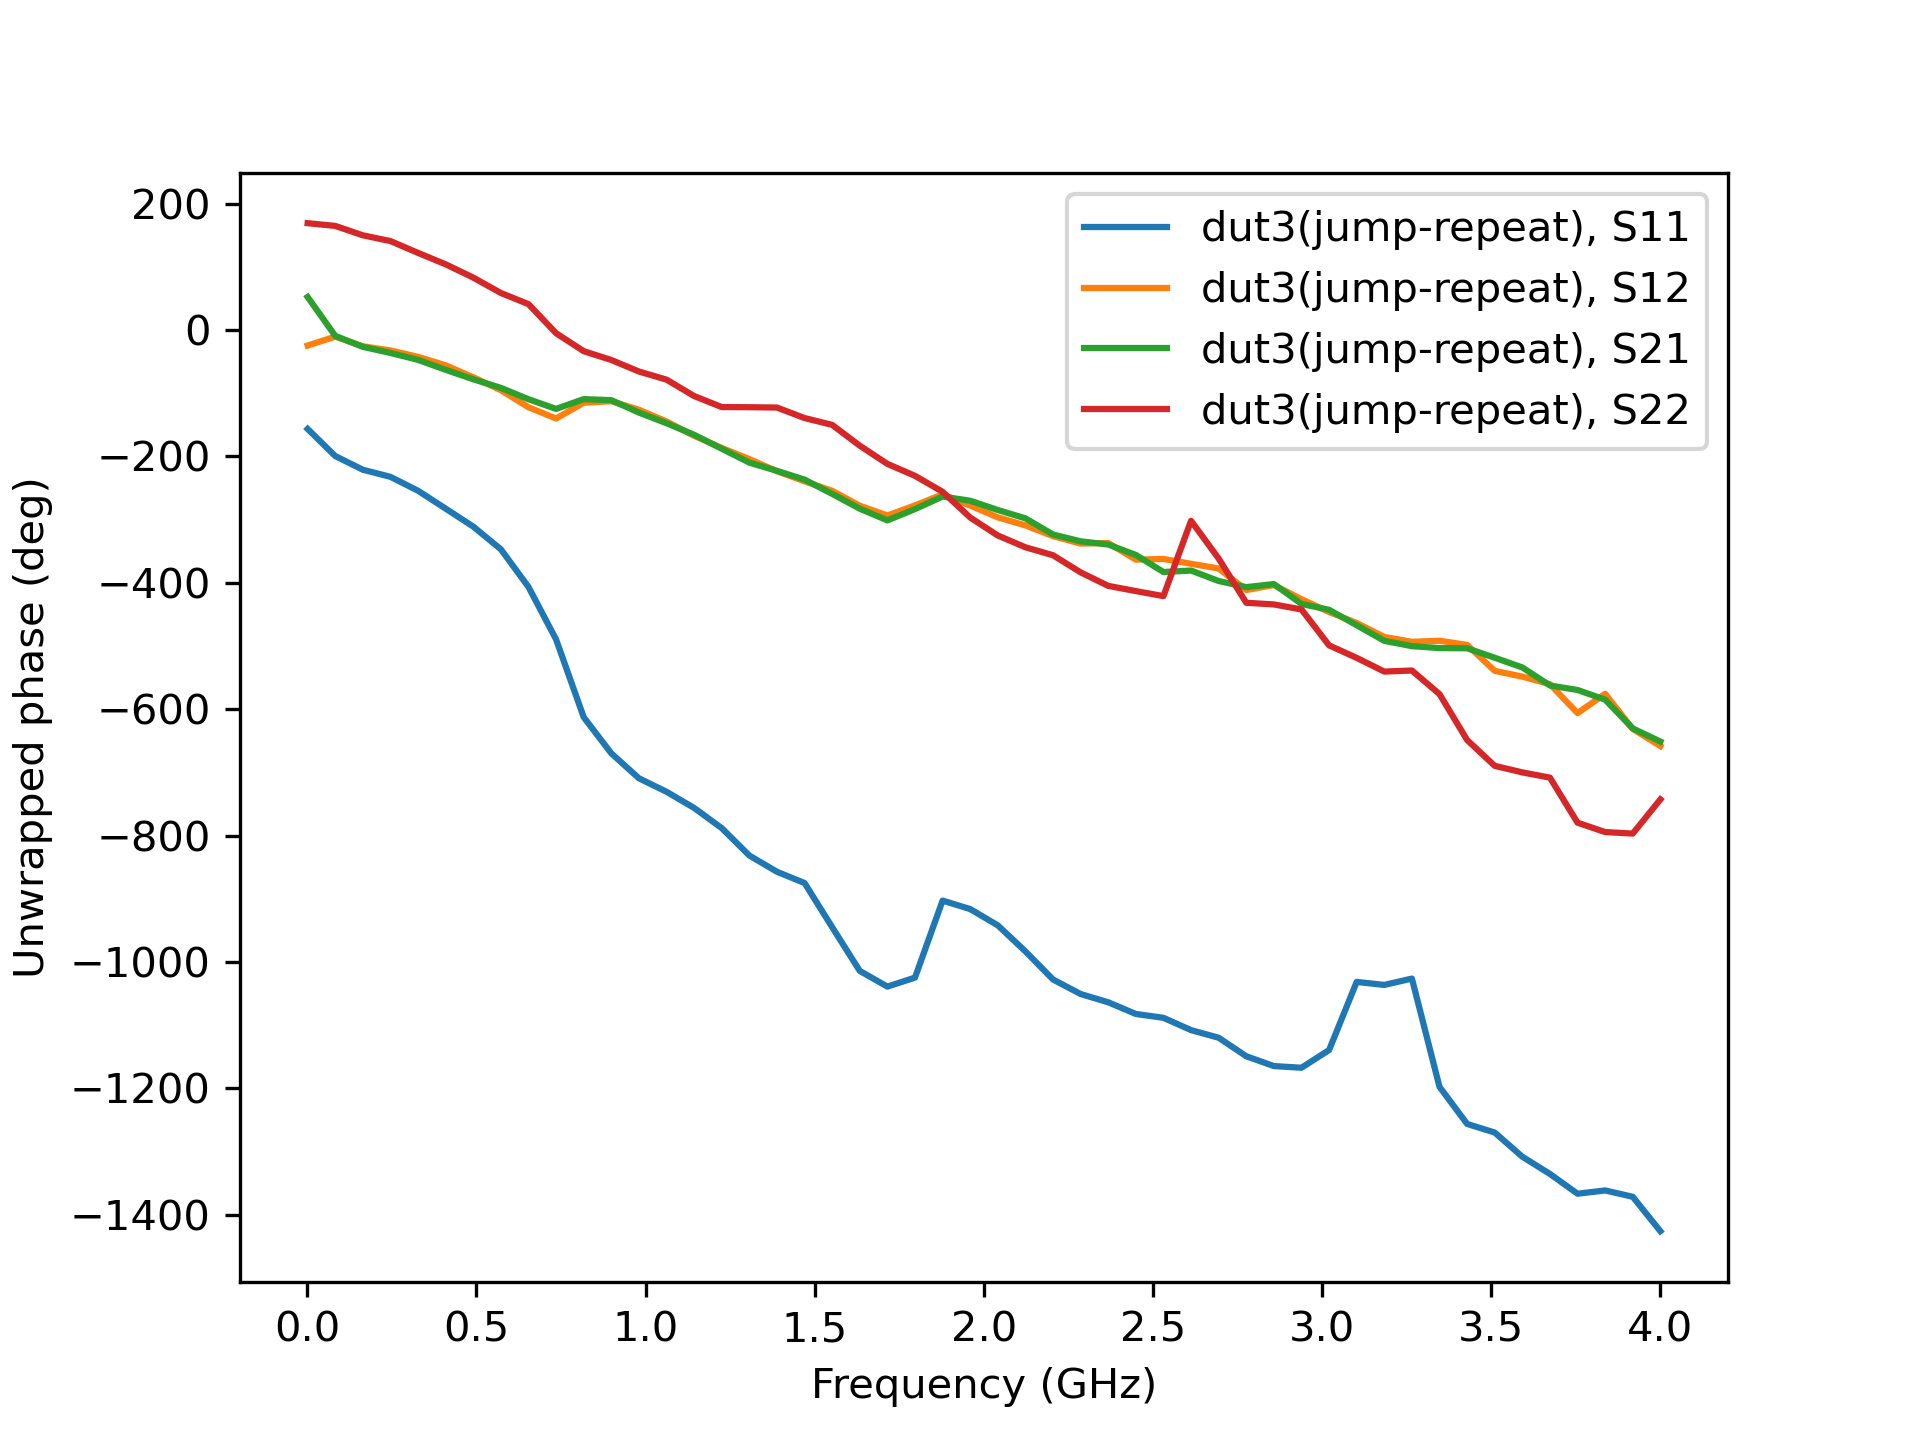 dut3(jump-repeat), S11
dut3(jump-repeat), S12
dut3(jump-repeat), S21
dut3(jump-repeat), S22
200
0
−200
−400
−600
−800
−1000
−1200
−1400
Unwrapped phase (deg)
0.0 0.5 1.0 1.5 2.0 2.5 3.0 3.5 4.0
Frequency (GHz)